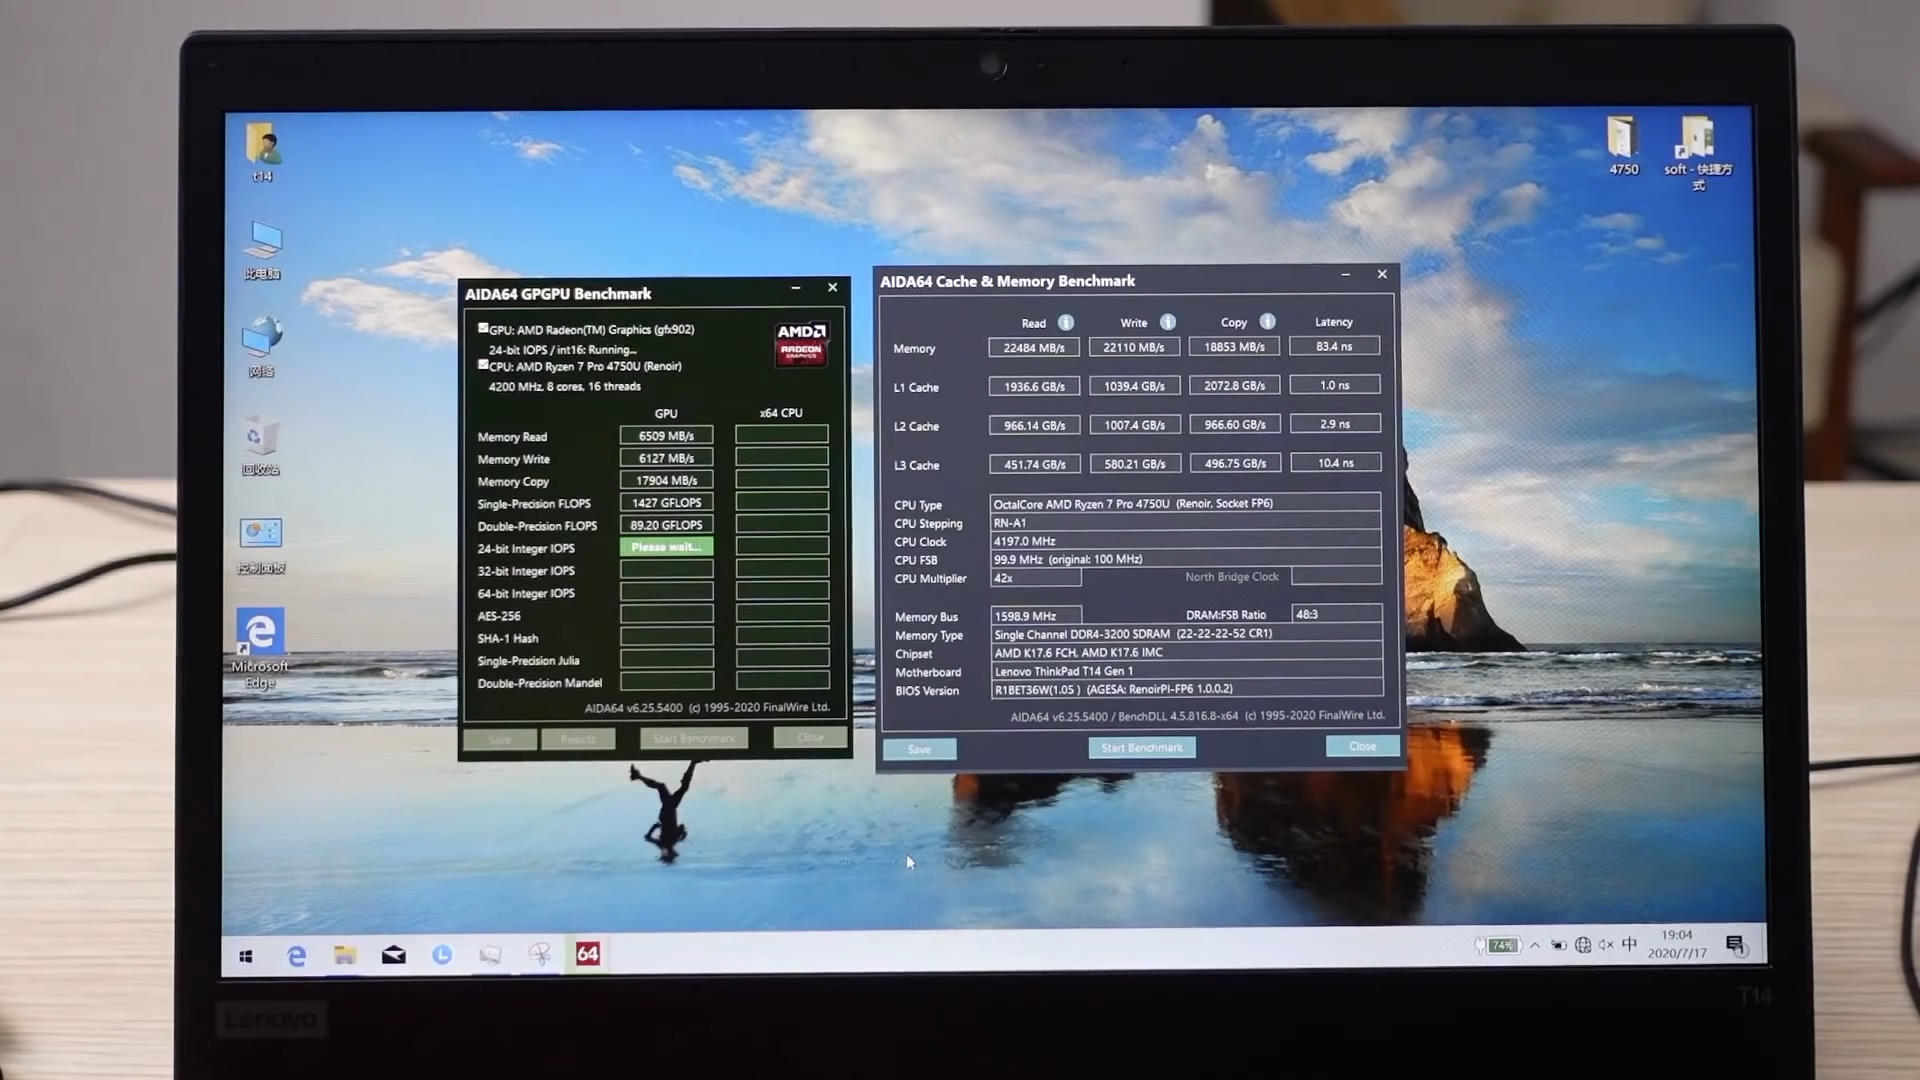 t14
此电脑
网络
回收站
控制面板
Microsoft
Edge
4750
soft - 快捷方
式
AIDA64 GPGPU Benchmark
GPU: AMD Radeon(TM) Graphics (gfx902)
24-bit IOPS / int16: Running...
CPU: AMD Ryzen 7 Pro 4750U (Renoir)
4200 MHz, 8 cores, 16 threads
AMD
RADEON
GRAPHICS
GPU x64 CPU
Memory Read 6509 MB/s
Memory Write 6127 MB/s
Memory Copy 17904 MB/s
Single-Precision FLOPS 1427 GFLOPS
Double-Precision FLOPS 89.20 GFLOPS
24-bit Integer IOPS Please wait...
32-bit Integer IOPS
64-bit Integer IOPS
AES-256
SHA-1 Hash
Single-Precision Julia
Double-Precision Mandel
AIDA64 v6.25.5400 (c) 1995-2020 FinalWire Ltd.
Save Results Start Benchmark Close
AIDA64 Cache & Memory Benchmark
Read Write Copy Latency
Memory 22484 MB/s 22110 MB/s 18853 MB/s 83.4 ns
L1 Cache 1936.6 GB/s 1039.4 GB/s 2072.8 GB/s 1.0 ns
L2 Cache 966.14 GB/s 1007.4 GB/s 966.60 GB/s 2.9 ns
L3 Cache 451.74 GB/s 580.21 GB/s 496.75 GB/s 10.4 ns
CPU Type OctalCore AMD Ryzen 7 Pro 4750U (Renoir, Socket FP6)
CPU Stepping RN-A1
CPU Clock 4197.0 MHz
CPU FSB 99.9 MHz (original: 100 MHz)
CPU Multiplier 42x North Bridge Clock
Memory Bus 1598.9 MHz DRAM:FSB Ratio 48:3
Memory Type Single Channel DDR4-3200 SDRAM (22-22-22-52 CR1)
Chipset AMD K17.6 FCH, AMD K17.6 IMC
Motherboard Lenovo ThinkPad T14 Gen 1
BIOS Version R1BET36W(1.05 ) (AGESA: RenoirPI-FP6 1.0.0.2)
AIDA64 v6.25.5400 / BenchDLL 4.5.816.8-x64 (c) 1995-2020 FinalWire Ltd.
Save Start Benchmark Close
64
74%
中
19:04
2020/7/17
1
Lenovo
T14